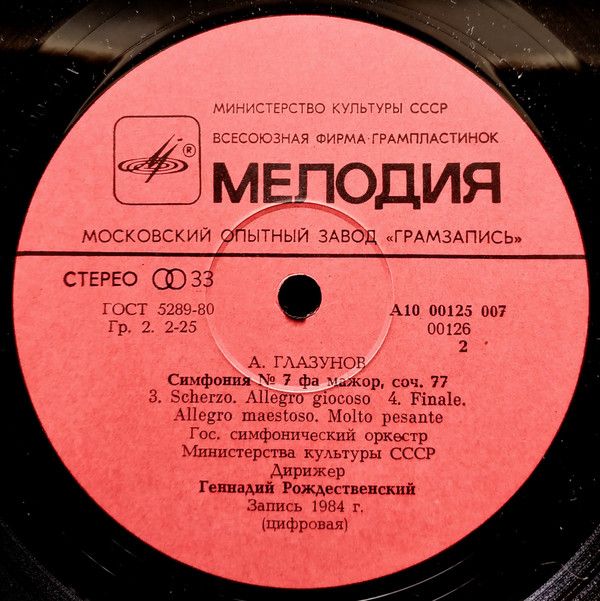 МИНИСТЕРСТВО КУЛЬТУРЫ СССР
ВСЕСОЮЗНАЯ ФИРМА ГРАМПЛАСТИНОК
®
МЕЛОДИЯ
МОСКОВСКИЙ ОПЫТНЫЙ ЗАВОД «ГРАМЗАПИСЬ»
СТЕРЕО 33
ГОСТ 5289-80
Гр. 2. 2-25
А10 00125 007
00126
2
А. ГЛАЗУНОВ
Симфония № 7 фа мажор, соч. 77
3. Scherzo. Allegro giocoso 4. Finale.
Allegro maestoso. Molto pesante
Гос. симфонический оркестр
Министерства культуры СССР
Дирижер
Геннадий Рождественский
Запись 1984 г.
(цифровая)